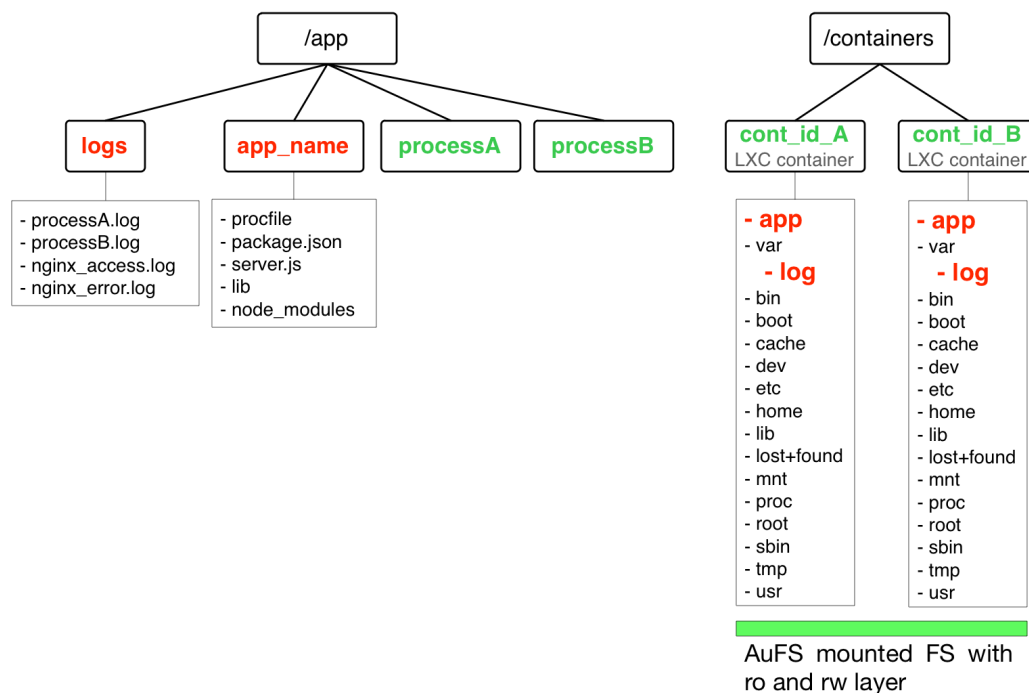 /app
/containers
logs
app_name
processA
processB
cont_id_A
LXC container
cont_id_B
LXC container
- processA.log
- processB.log
- nginx_access.log
- nginx_error.log
- procfile
- package.json
- server.js
- lib
- node_modules
- app
- var
- log
- bin
- boot
- cache
- dev
- etc
- home
- lib
- lost+found
- mnt
- proc
- root
- sbin
- tmp
- usr
- app
- var
- log
- bin
- boot
- cache
- dev
- etc
- home
- lib
- lost+found
- mnt
- proc
- root
- sbin
- tmp
- usr
AuFS mounted FS with
ro and rw layer